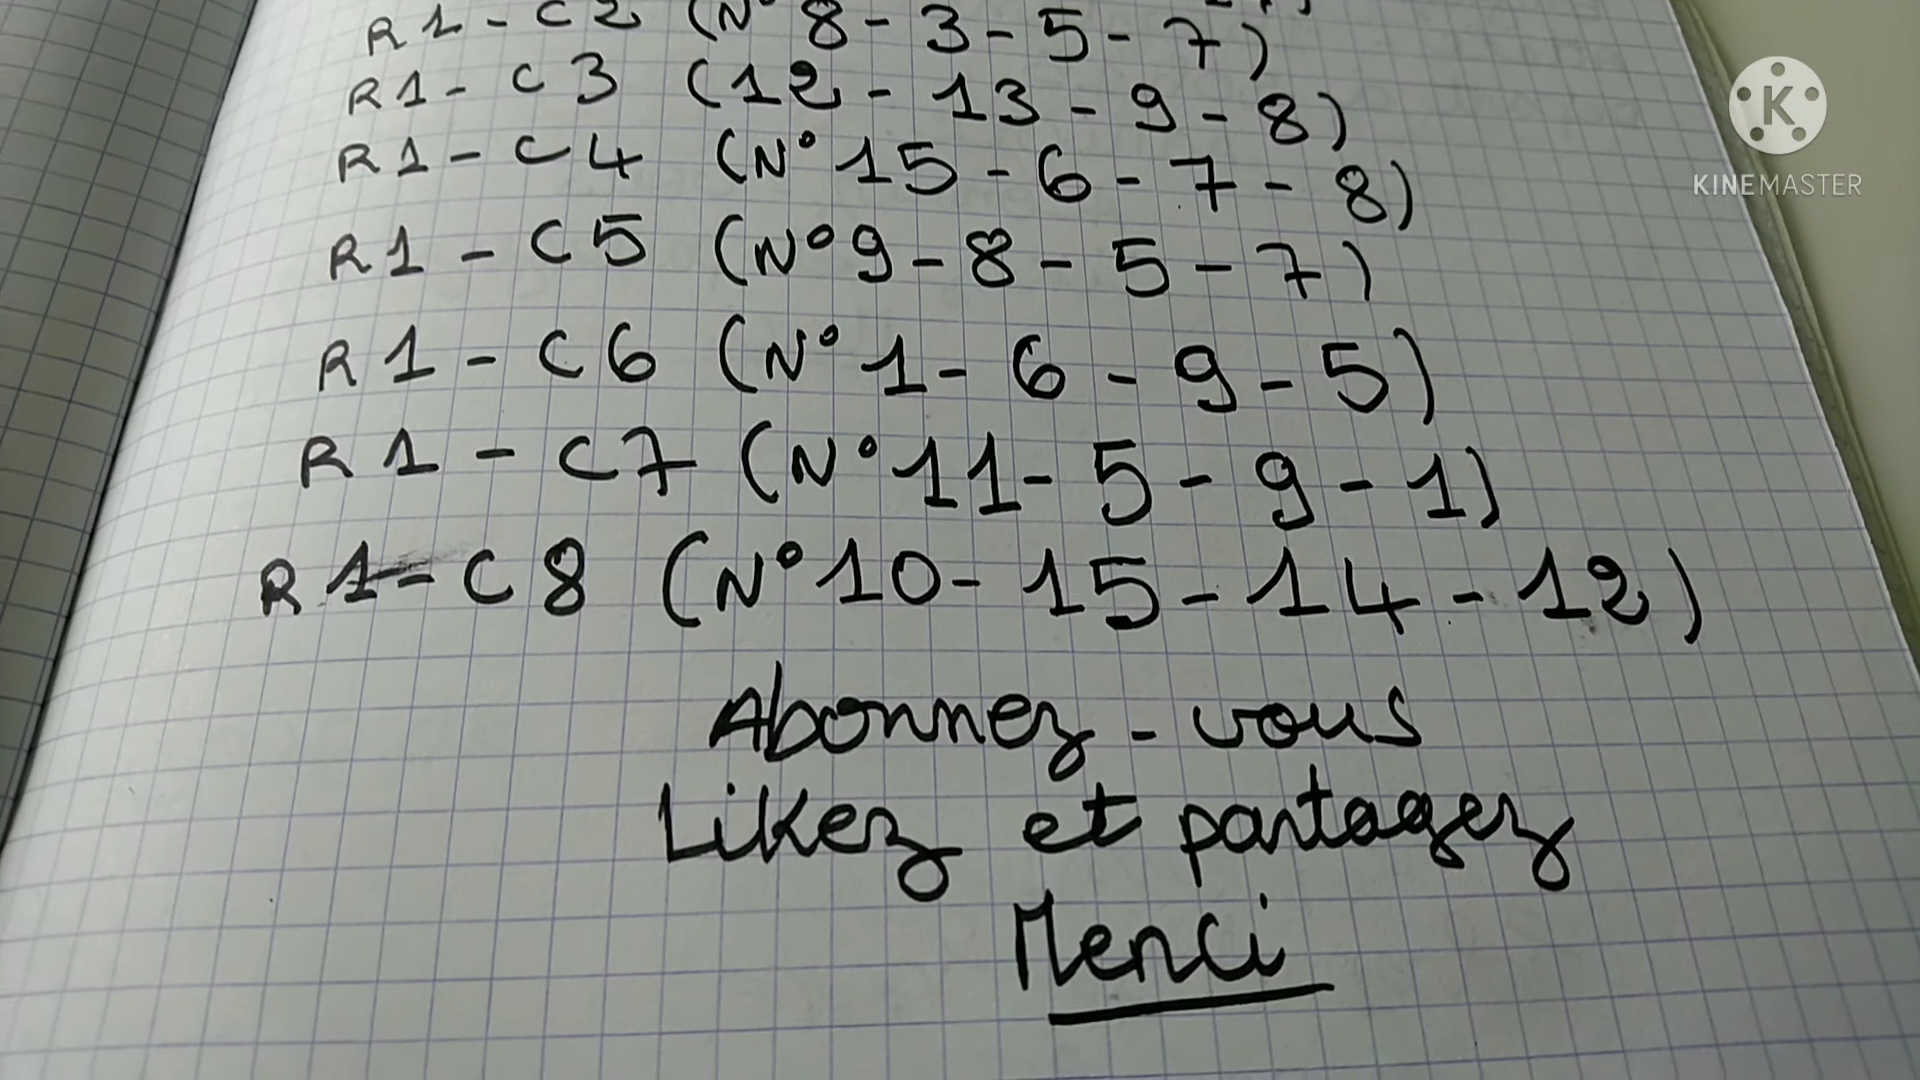 R1 - C2 (N° 8 - 3 - 5 - 7)
R1 - C3 (12 - 13 - 9 - 8)
R1 - C4 (N° 15 - 6 - 7 - 8)
R1 - C5 (N° 9 - 8 - 5 - 7)
R1 - C6 (N° 1 - 6 - 9 - 5)
R1 - C7 (N° 11 - 5 - 9 - 1)
R1 - C8 (N° 10 - 15 - 14 - 12)
Abonnez - vous
Likez et partagez
Merci
K
KINEMASTER